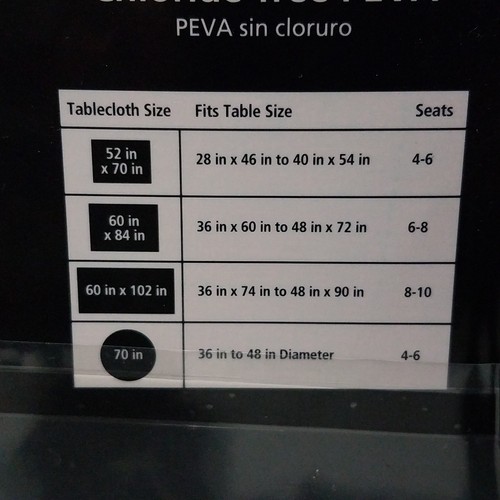 PEVA sin cloruro
Tablecloth Size Fits Table Size Seats
52 in
x 70 in
28 in x 46 in to 40 in x 54 in 4-6
60 in
x 84 in
36 in x 60 in to 48 in x 72 in 6-8
60 in x 102 in 36 in x 74 in to 48 in x 90 in 8-10
70 in 36 in to 48 in Diameter 4-6